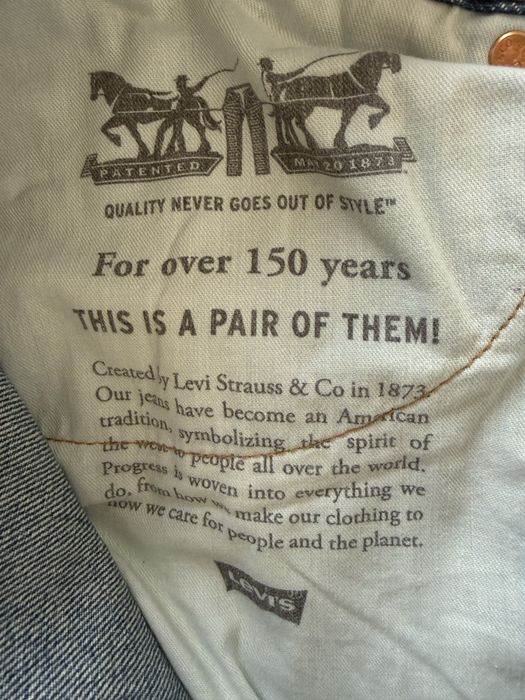 PATENTED
MAY 20 1873
QUALITY NEVER GOES OUT OF STYLE™
For over 150 years
THIS IS A PAIR OF THEM!
Created by Levi Strauss & Co in 1873.
Our jeans have become an American
tradition, symbolizing the spirit of
the west to people all over the world.
Progress is woven into everything we
do, from how we make our clothing to
how we care for people and the planet.
Levi's